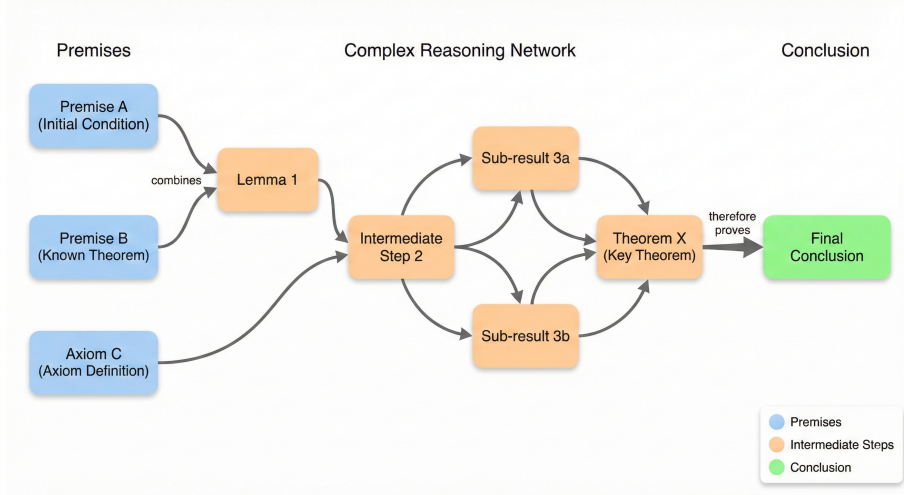 Premises
Complex Reasoning Network
Conclusion
Premise A
(Initial Condition)
combines
Lemma 1
Premise B
(Known Theorem)
Axiom C
(Axiom Definition)
Intermediate
Step 2
Sub-result 3a
Sub-result 3b
Theorem X
(Key Theorem)
therefore
proves
Final
Conclusion
Premises
Intermediate Steps
Conclusion